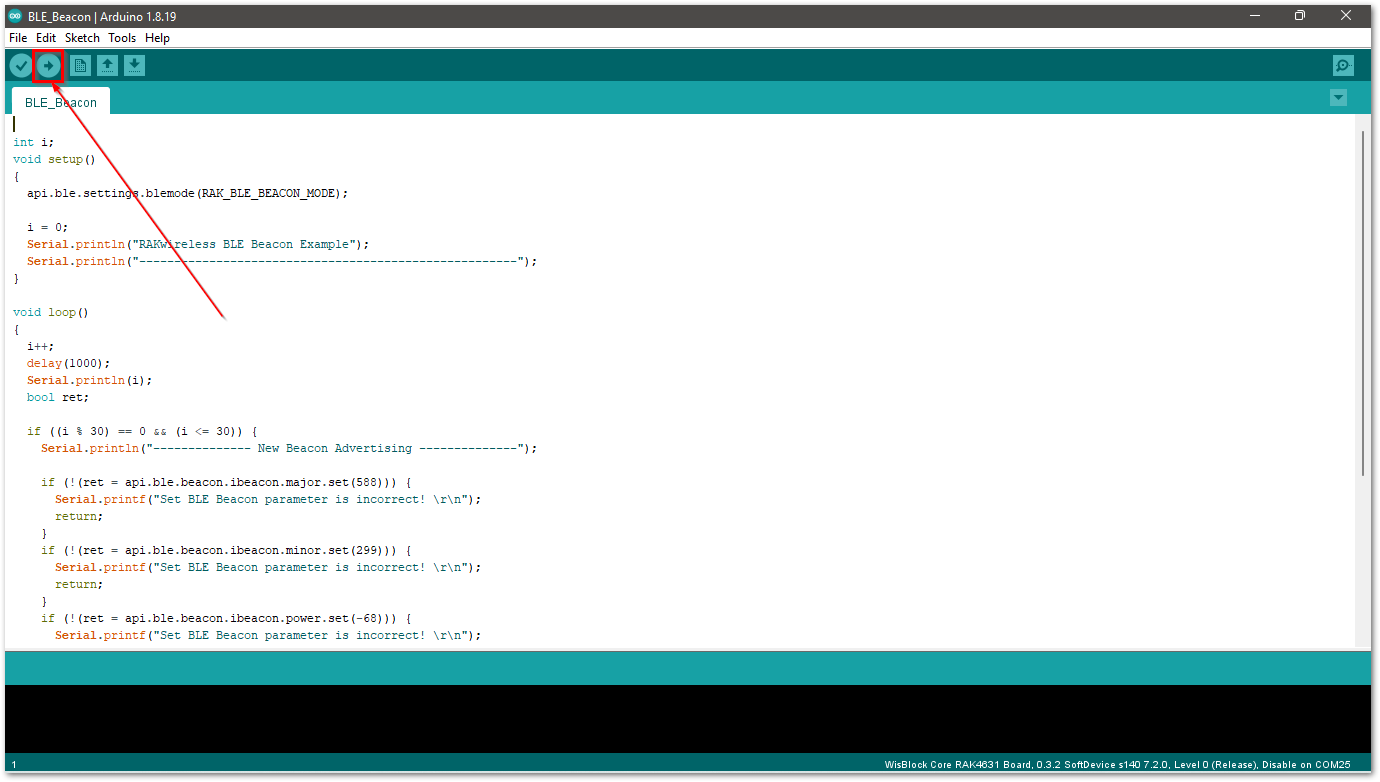 BLE_Beacon | Arduino 1.8.19
File Edit Sketch Tools Help
BLE_Beacon
int i;
void setup()
{
  api.ble.settings.blemode(RAK_BLE_BEACON_MODE);
  i = 0;
  Serial.println("RAKwireless BLE Beacon Example");
  Serial.println("------------------------------------------------------");
}
void loop()
{
  i++;
  delay(1000);
  Serial.println(i);
  bool ret;
  if ((i % 30) == 0 && (i <= 30)) {
    Serial.println("-------------- New Beacon Advertising --------------");
    if (!(ret = api.ble.beacon.ibeacon.major.set(588))) {
      Serial.printf("Set BLE Beacon parameter is incorrect! \r\n");
      return;
    }
    if (!(ret = api.ble.beacon.ibeacon.minor.set(299))) {
      Serial.printf("Set BLE Beacon parameter is incorrect! \r\n");
      return;
    }
    if (!(ret = api.ble.beacon.ibeacon.power.set(-68))) {
      Serial.printf("Set BLE Beacon parameter is incorrect! \r\n");
1 WisBlock Core RAK4631 Board, 0.3.2 SoftDevice s140 7.2.0, Level 0 (Release), Disable on COM25